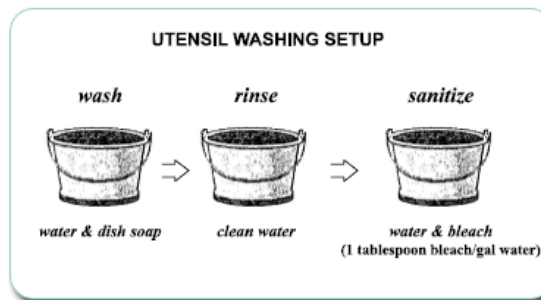 UTENSIL WASHING SETUP
wash rinse sanitize
water & dish soap clean water water & bleach
(1 tablespoon bleach/gal water)